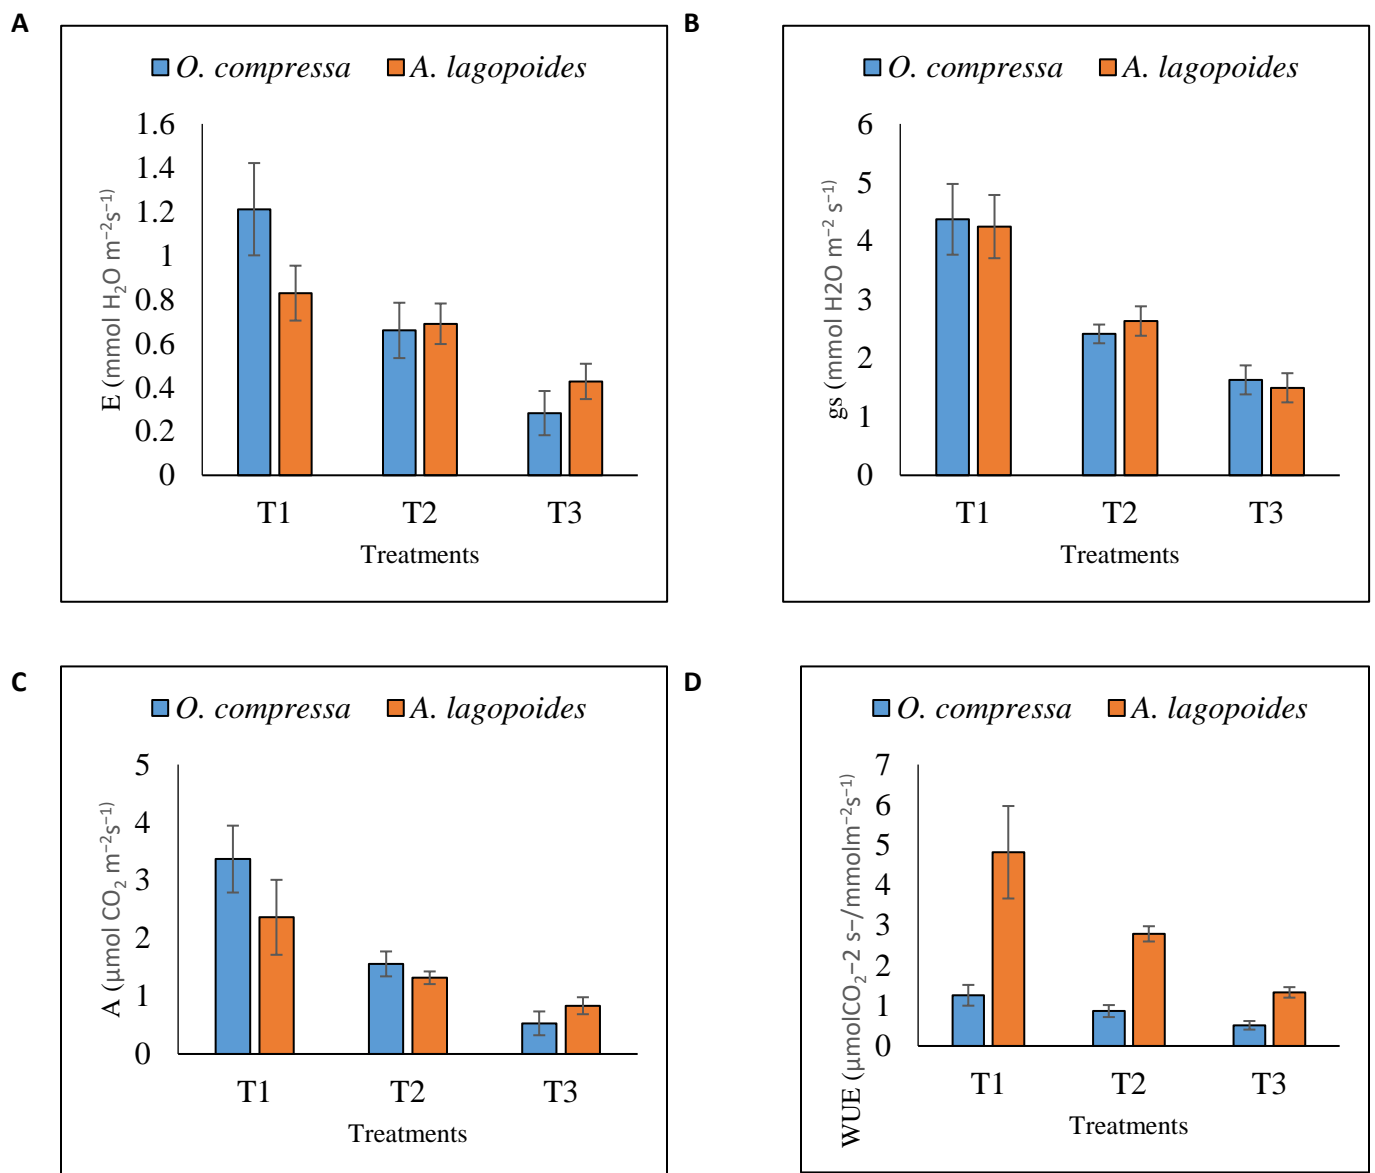 A
O. compressa A. lagopoides
1.6
1.4
1.2
1
0.8
0.6
0.4
0.2
0
E (mmol H₂O m⁻²s⁻¹)
T1 T2 T3
Treatments
B
O. compressa A. lagopoides
6
5
4
3
2
1
0
gs (mmol H2O m⁻² s⁻¹)
T1 T2 T3
Treatments
C
O. compressa A. lagopoides
5
4
3
2
1
0
A (μmol CO₂ m⁻²s⁻¹)
T1 T2 T3
Treatments
D
O. compressa A. lagopoides
7
6
5
4
3
2
1
0
WUE (μmolCO₂−2 s−/mmolm⁻²s⁻¹)
T1 T2 T3
Treatments